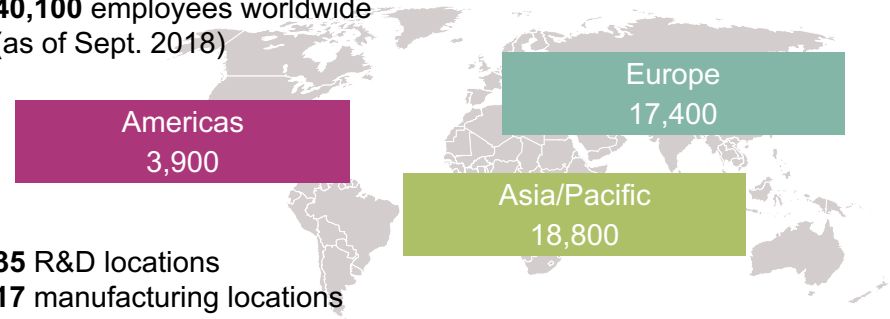 40,100 employees worldwide
(as of Sept. 2018)
Europe
17,400
Americas
3,900
Asia/Pacific
18,800
35 R&D locations
17 manufacturing locations